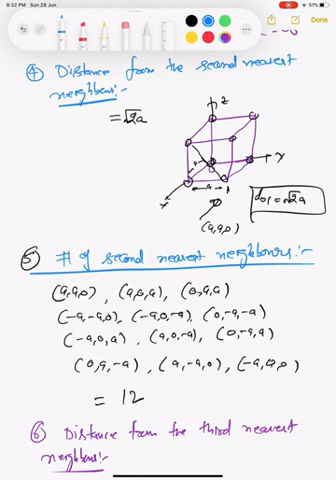 8:32 PM Sun 28 Jun
51%
④ Distance from the second nearest
neighbour:-
= √2a
z
y
x
a
(a,a,0)
d01=√2a
⑤ # of second nearest neighbours:-
(a,a,0), (a,0,a), (0,a,a)
(-a,-a,0), (-a,0,-a), (0,-a,-a)
(-a,0,a), (a,0,-a), (0,-a,a)
(0,a,-a), (a,-a,0), (-a,a,0)
= 12
⑥ Distance from the third nearest
neighbour:-